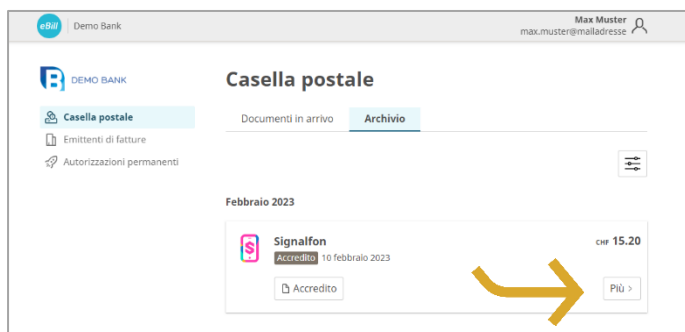 eBill Demo Bank
Max Muster
max.muster@mailadresse
DEMO BANK
Casella postale
Emittenti di fatture
Autorizzazioni permanenti
Casella postale
Documenti in arrivo Archivio
Febbraio 2023
Signalfon
CHF 15.20
Accredito 10 febbraio 2023
Accredito
Più >